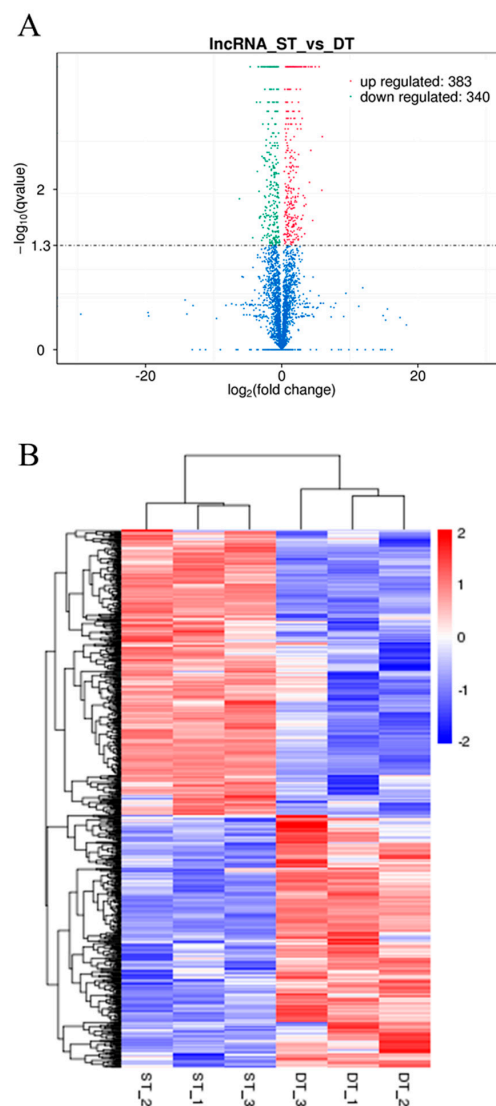 A
lncRNA_ST_vs_DT
up regulated: 383
down regulated: 340
−log10(qvalue)
2
1.3
0
-20
0
20
log2(fold change)
B
2
1
0
-1
-2
ST_2
ST_1
ST_3
DT_3
DT_1
DT_2